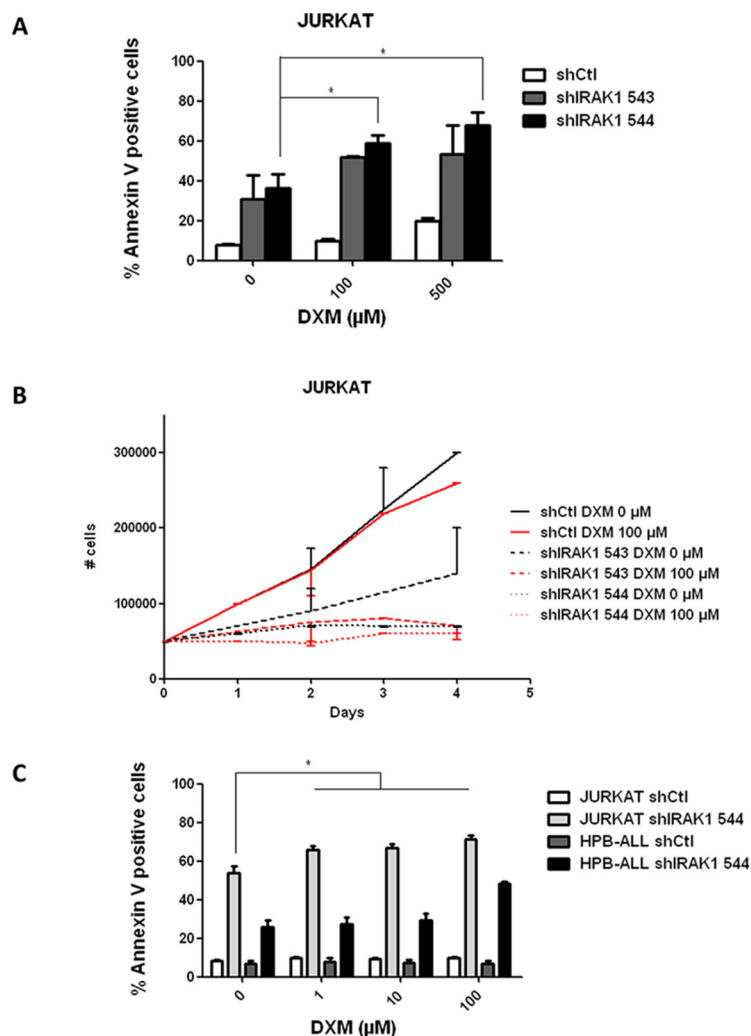 A
JURKAT
*
*
% Annexin V positive cells
100
80
60
40
20
0
0
100
500
DXM (µM)
shCtl
shIRAK1 543
shIRAK1 544
B
JURKAT
# cells
300000
200000
100000
0
0
1
2
3
4
5
Days
shCtl DXM 0 µM
shCtl DXM 100 µM
shIRAK1 543 DXM 0 µM
shIRAK1 543 DXM 100 µM
shIRAK1 544 DXM 0 µM
shIRAK1 544 DXM 100 µM
C
*
% Annexin V positive cells
100
80
60
40
20
0
0
1
10
100
DXM (µM)
JURKAT shCtl
JURKAT shIRAK1 544
HPB-ALL shCtl
HPB-ALL shIRAK1 544